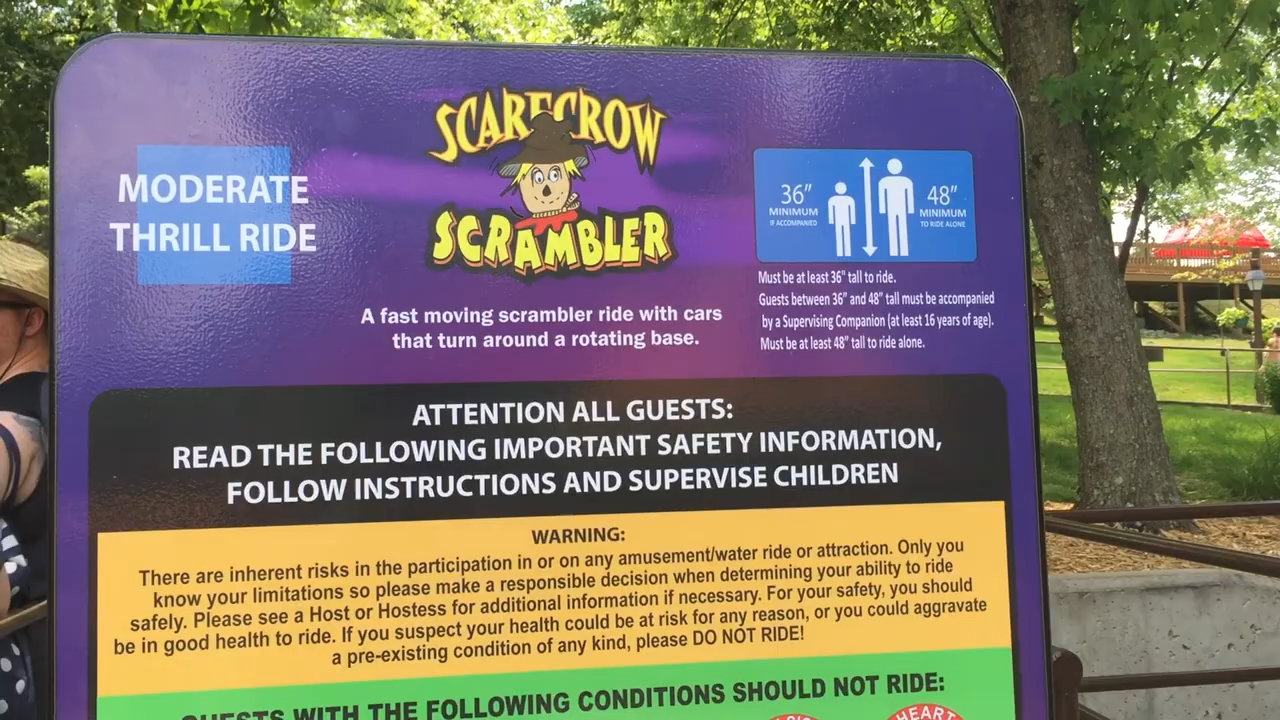 SCARECROW
SCRAMBLER
MODERATE
THRILL RIDE
36"
MINIMUM
IF ACCOMPANIED
48"
MINIMUM
TO RIDE ALONE
A fast moving scrambler ride with cars
that turn around a rotating base.
Must be at least 36" tall to ride.
Guests between 36" and 48" tall must be accompanied
by a Supervising Companion (at least 16 years of age).
Must be at least 48" tall to ride alone.
ATTENTION ALL GUESTS:
READ THE FOLLOWING IMPORTANT SAFETY INFORMATION,
FOLLOW INSTRUCTIONS AND SUPERVISE CHILDREN
WARNING:
There are inherent risks in the participation in or on any amusement/water ride or attraction. Only you
know your limitations so please make a responsible decision when determining your ability to ride
safely. Please see a Host or Hostess for additional information if necessary. For your safety, you should
be in good health to ride. If you suspect your health could be at risk for any reason, or you could aggravate
a pre-existing condition of any kind, please DO NOT RIDE!
GUESTS WITH THE FOLLOWING CONDITIONS SHOULD NOT RIDE:
HEART